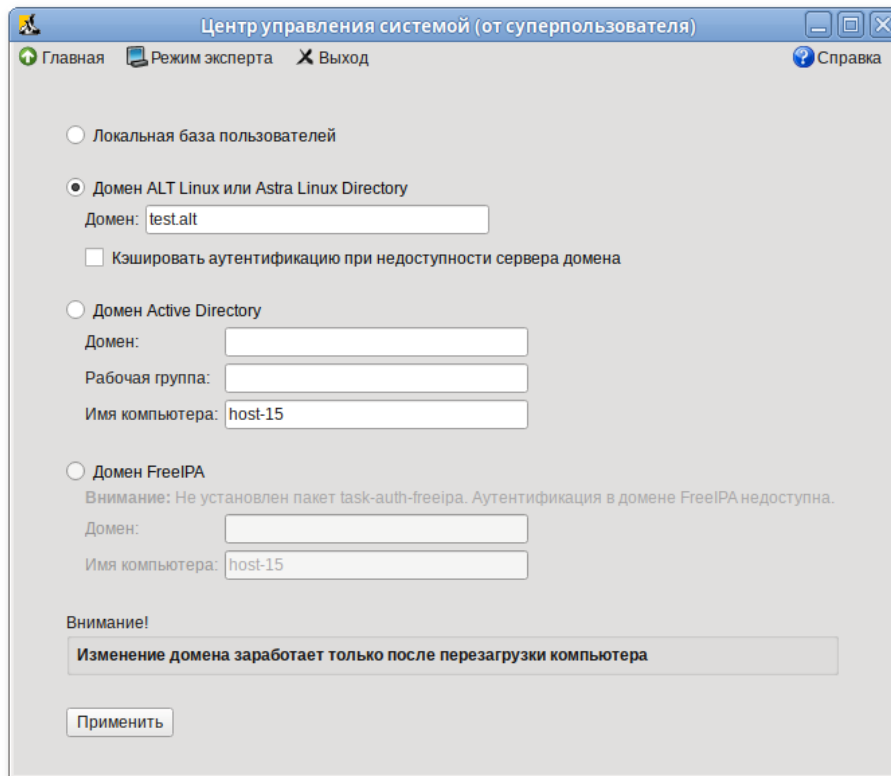 Центр управления системой (от суперпользователя)
Главная Режим эксперта Выход Справка
Локальная база пользователей
Домен ALT Linux или Astra Linux Directory
Домен: test.alt
Кэшировать аутентификацию при недоступности сервера домена
Домен Active Directory
Домен:
Рабочая группа:
Имя компьютера: host-15
Домен FreeIPA
Внимание: Не установлен пакет task-auth-freeipa. Аутентификация в домене FreeIPA недоступна.
Домен:
Имя компьютера: host-15
Внимание!
Изменение домена заработает только после перезагрузки компьютера
Применить